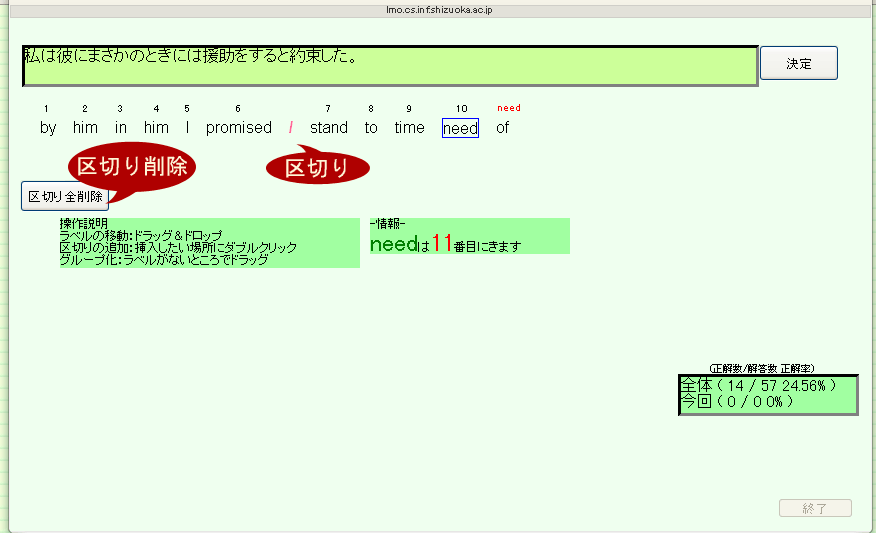 lmo.cs.inf.shizuoka.ac.jp
私は彼にまさかのときには援助をすると約束した。
決定
1 2 3 4 5 6 7 8 9 10 need
by him in him I promised / stand to time need of
区切り削除
区切り
区切り全削除
操作説明
ラベルの移動:ドラッグ&ドロップ
区切りの追加:挿入したい場所にダブルクリック
グループ化:ラベルがないところでドラッグ
-情報-
needは11番目にきます
(正解数/解答数 正解率)
全体 ( 14 / 57 24.56% )
今回 ( 0 / 0 0% )
終了